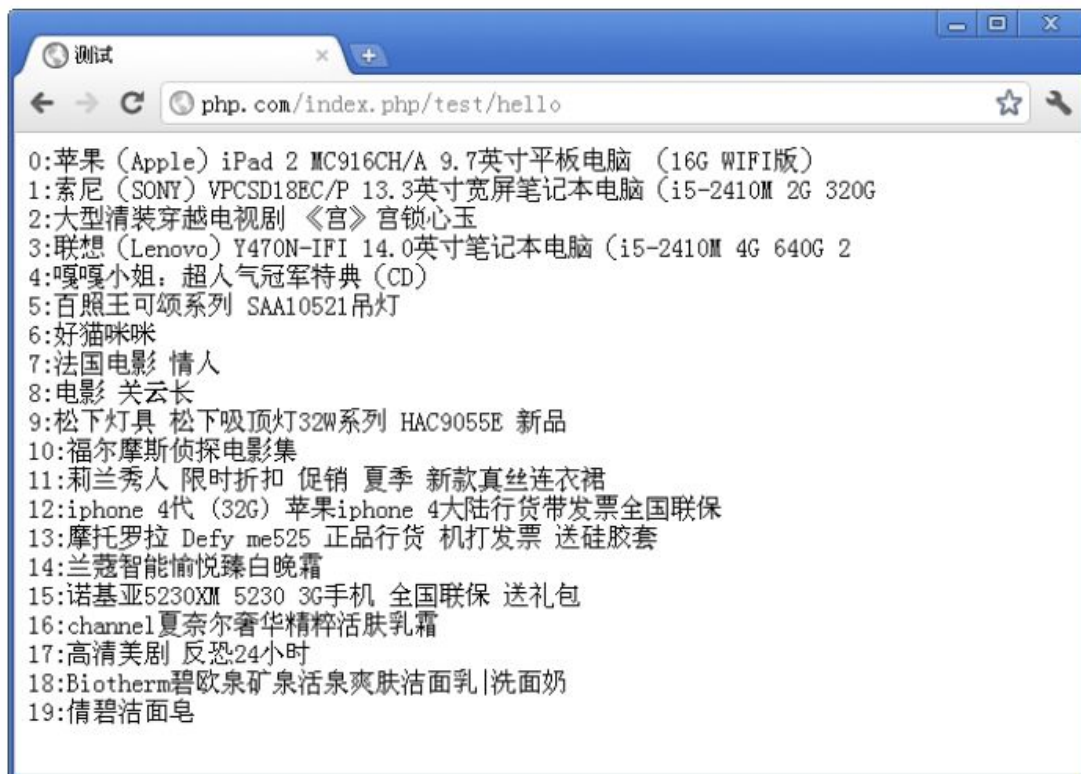 测试
php.com/index.php/test/hello
0:苹果（Apple）iPad 2 MC916CH/A 9.7英寸平板电脑 （16G WIFI版）
1:索尼（SONY）VPCSD18EC/P 13.3英寸宽屏笔记本电脑（i5-2410M 2G 320G
2:大型清装穿越电视剧 《宫》宫锁心玉
3:联想（Lenovo）Y470N-IFI 14.0英寸笔记本电脑（i5-2410M 4G 640G 2
4:嘎嘎小姐：超人气冠军特典（CD）
5:百照王可颂系列 SAA10521吊灯
6:好猫咪咪
7:法国电影 情人
8:电影 关云长
9:松下灯具 松下吸顶灯32W系列 HAC9055E 新品
10:福尔摩斯侦探电影集
11:莉兰秀人 限时折扣 促销 夏季 新款真丝连衣裙
12:iphone 4代（32G）苹果iphone 4大陆行货带发票全国联保
13:摩托罗拉 Defy me525 正品行货 机打发票 送硅胶套
14:兰蔻智能愉悦臻白晚霜
15:诺基亚5230XM 5230 3G手机 全国联保 送礼包
16:channel夏奈尔奢华精粹活肤乳霜
17:高清美剧 反恐24小时
18:Biotherm碧欧泉矿泉活泉爽肤洁面乳|洗面奶
19:倩碧洁面皂